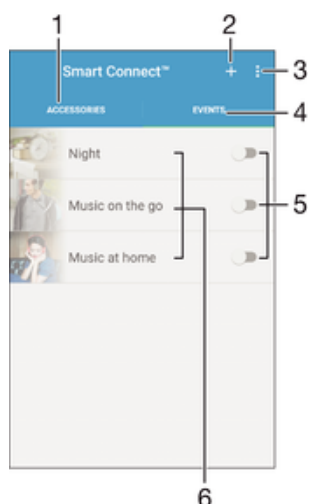 1
2
Smart Connect™ + 3
ACCESSORIES EVENTS 4
Night
Music on the go 5
Music at home
6